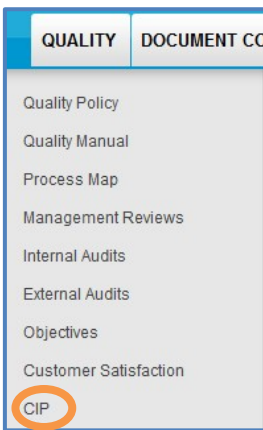 QUALITY DOCUMENT CO
Quality Policy
Quality Manual
Process Map
Management Reviews
Internal Audits
External Audits
Objectives
Customer Satisfaction
CIP